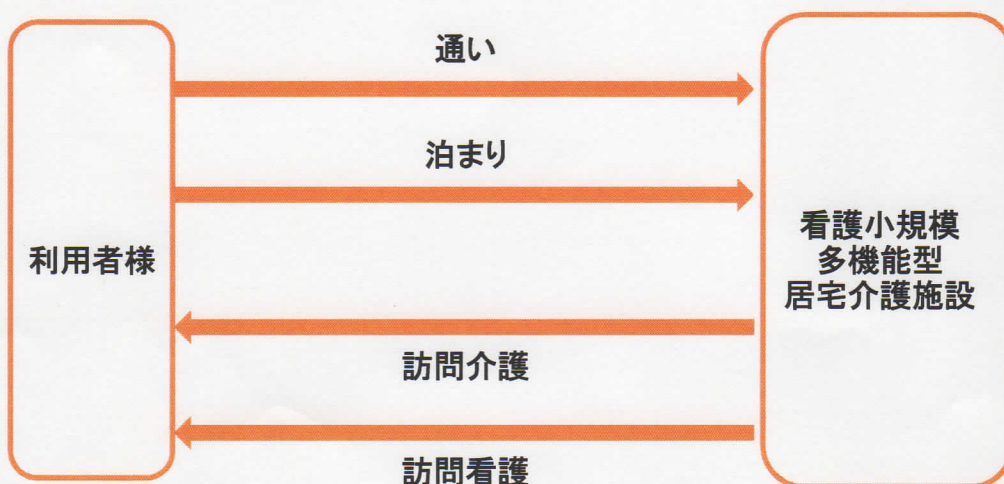 通い
泊まり
利用者様
看護小規模
多機能型
居宅介護施設
訪問介護
訪問看護